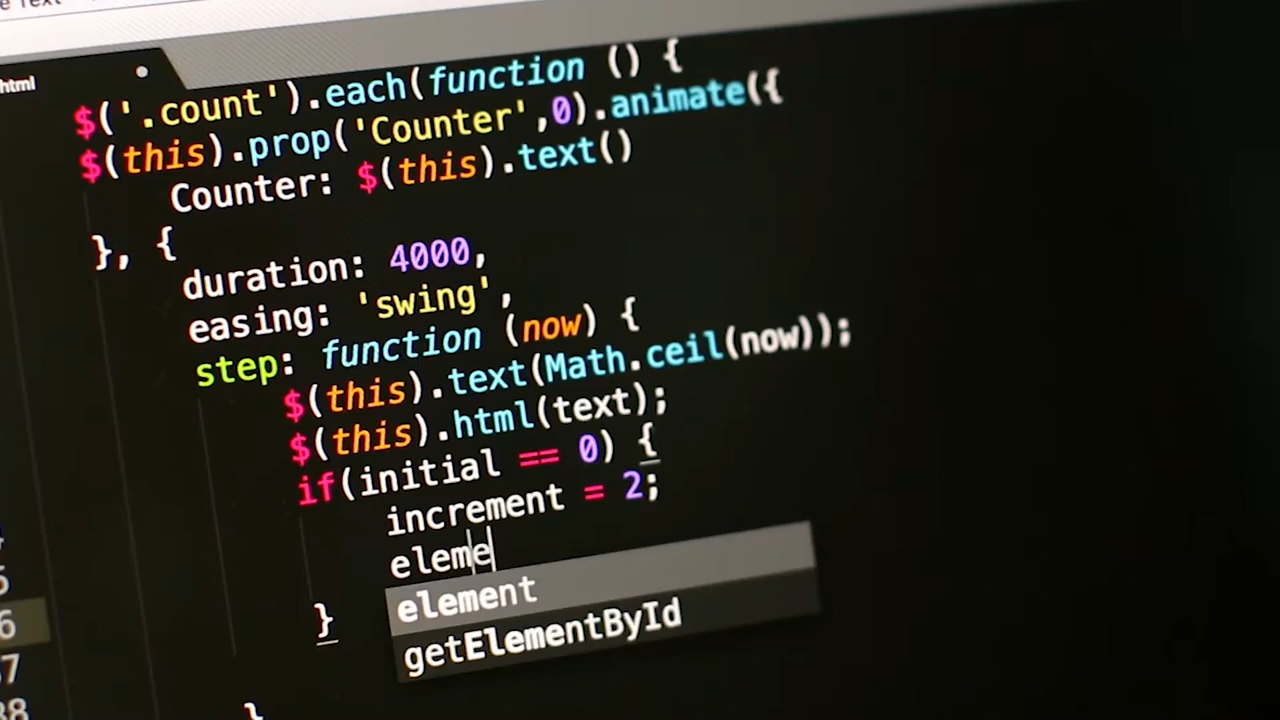 html
$('.count').each(function () {
$(this).prop('Counter',0).animate({
Counter: $(this).text()
}, {
duration: 4000,
easing: 'swing',
step: function (now) {
$(this).text(Math.ceil(now));
$(this).html(text);
if(initial == 0) {
increment = 2;
eleme
element
}
getElementById
}